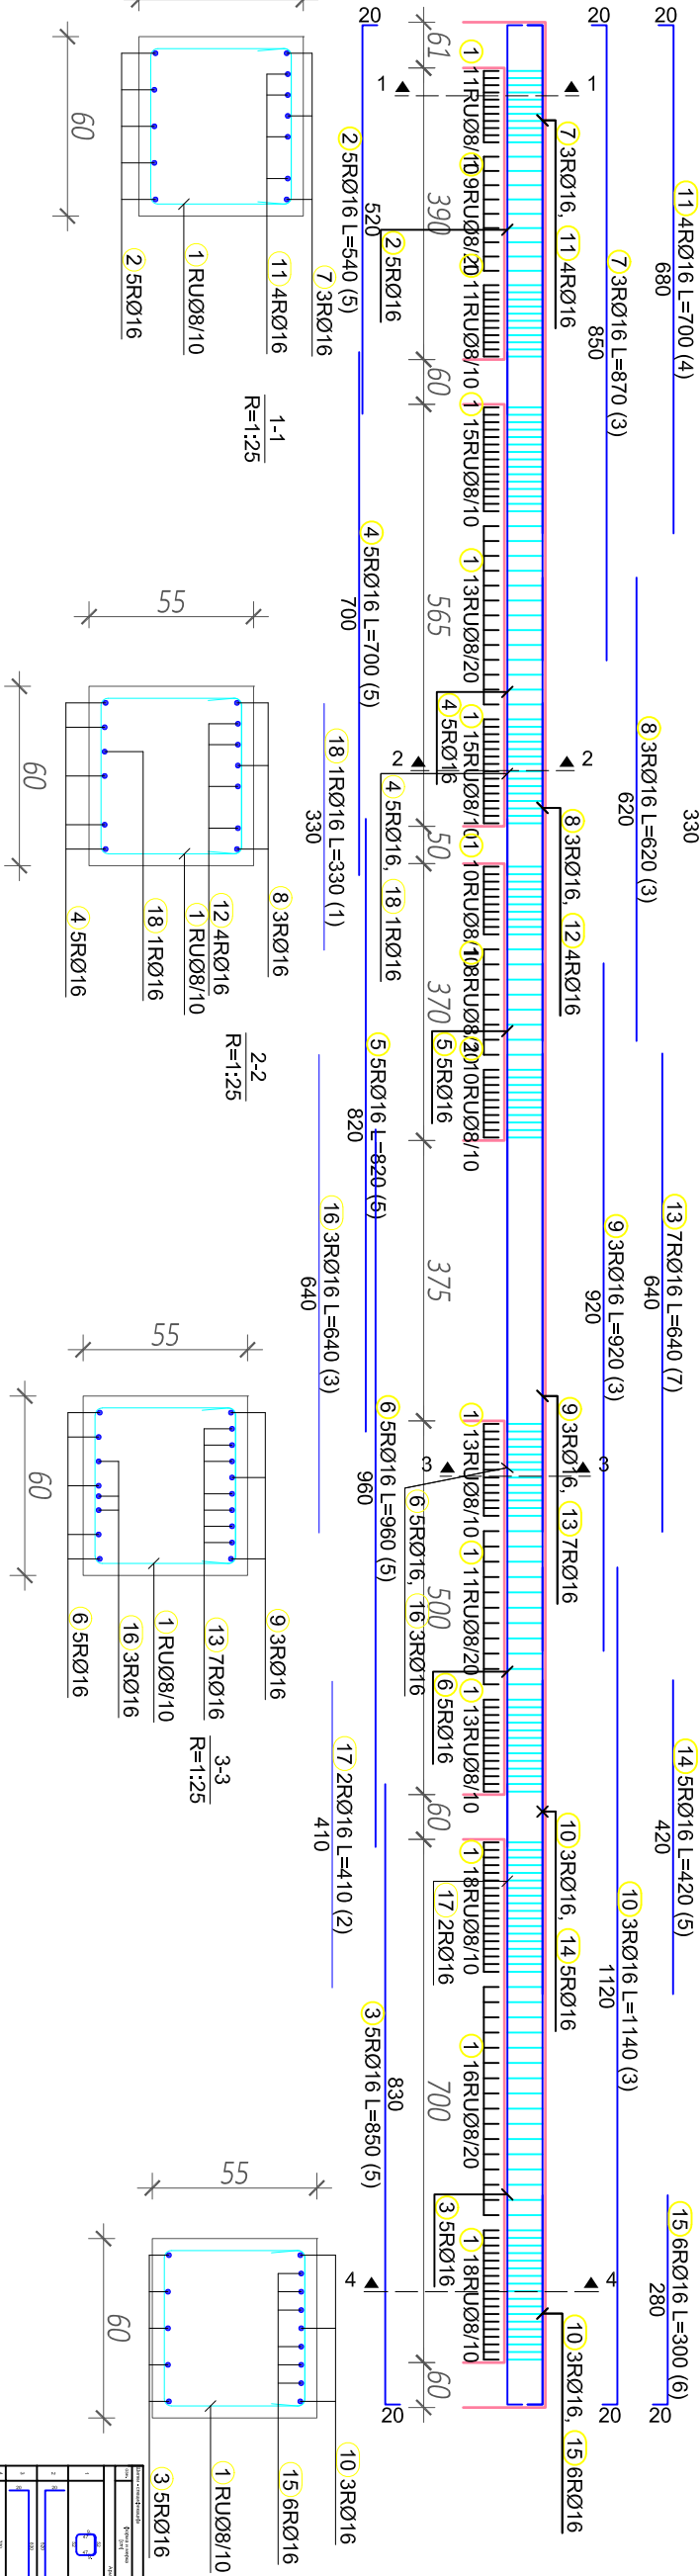 11 4RØ16 L=700 (4)
680
20
7 3RØ16 L=870 (3)
850
20
8 3RØ16 L=620 (3)
620
330
13 7RØ16 L=640 (7)
640
9 3RØ16 L=920 (3)
920
14 5RØ16 L=420 (5)
420
10 3RØ16 L=1140 (3)
1120
20
15 6RØ16 L=300 (6)
280
20
7 3RØ16, 11 4RØ16
8 3RØ16, 12 4RØ16
9 3RØ16, 13 7RØ16
10 3RØ16, 14 5RØ16
10 3RØ16, 15 6RØ16
1
2
3
4
1 11RUØ8/10
1 9RUØ8/20
1 11RUØ8/10
1 15RUØ8/10
1 13RUØ8/20
1 15RUØ8/10
1 10RUØ8/10
1 8RUØ8/20
1 10RUØ8/10
1 13RUØ8/10
1 11RUØ8/20
1 13RUØ8/10
1 18RUØ8/10
1 16RUØ8/20
1 18RUØ8/10
1
2
3
4
61
390
60
565
50
370
375
500
60
700
60
2 5RØ16
4 5RØ16
4 5RØ16, 18 1RØ16
5 5RØ16
6 5RØ16, 16 3RØ16
6 5RØ16
17 2RØ16
3 5RØ16
20
520
2 5RØ16 L=540 (5)
4 5RØ16 L=700 (5)
700
5 5RØ16 L=820 (5)
820
6 5RØ16 L=960 (5)
960
830
3 5RØ16 L=850 (5)
20
18 1RØ16 L=330 (1)
330
16 3RØ16 L=640 (3)
640
17 2RØ16 L=410 (2)
410
60
7 3RØ16
11 4RØ16
1 RUØ8/10
2 5RØ16
1-1
R=1:25
55
60
8 3RØ16
12 4RØ16
1 RUØ8/10
18 1RØ16
4 5RØ16
2-2
R=1:25
55
60
9 3RØ16
13 7RØ16
1 RUØ8/10
16 3RØ16
6 5RØ16
3-3
R=1:25
55
60
10 3RØ16
15 6RØ16
1 RUØ8/10
3 5RØ16